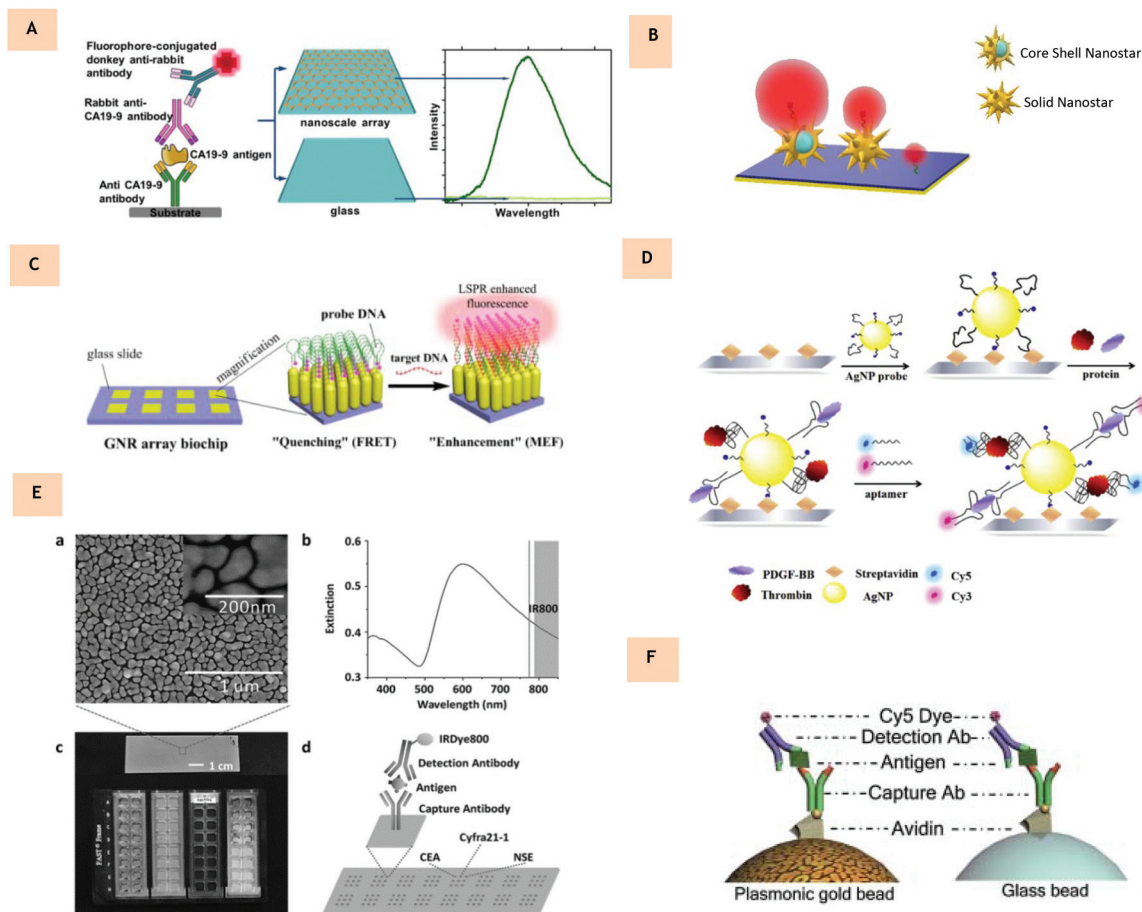 A
Fluorophore-conjugated
donkey anti-rabbit
antibody
Rabbit anti-
CA19-9 antibody
CA19-9 antigen
Anti CA19-9
antibody
Substrate
nanoscale array
glass
Intensity
Wavelength
B
Core Shell Nanostar
Solid Nanostar
C
glass slide
magnification
probe DNA
target DNA
LSPR enhanced
fluorescence
GNR array biochip
"Quenching" (FRET)
"Enhancement" (MEF)
D
AgNP probe
protein
aptamer
PDGF-BB
Streptavidin
Cy5
Thrombin
AgNP
Cy3
E
a
200nm
1 um
b
0.6
0.5
0.4
0.3
Extinction
IR800
400
500
600
700
800
Wavelength (nm)
c
1 cm
FAST® Frame
d
IRDye800
Detection Antibody
Antigen
Capture Antibody
Cyfra21-1
CEA
NSE
F
Cy5 Dye
Detection Ab
Antigen
Capture Ab
Avidin
Plasmonic gold bead
Glass bead